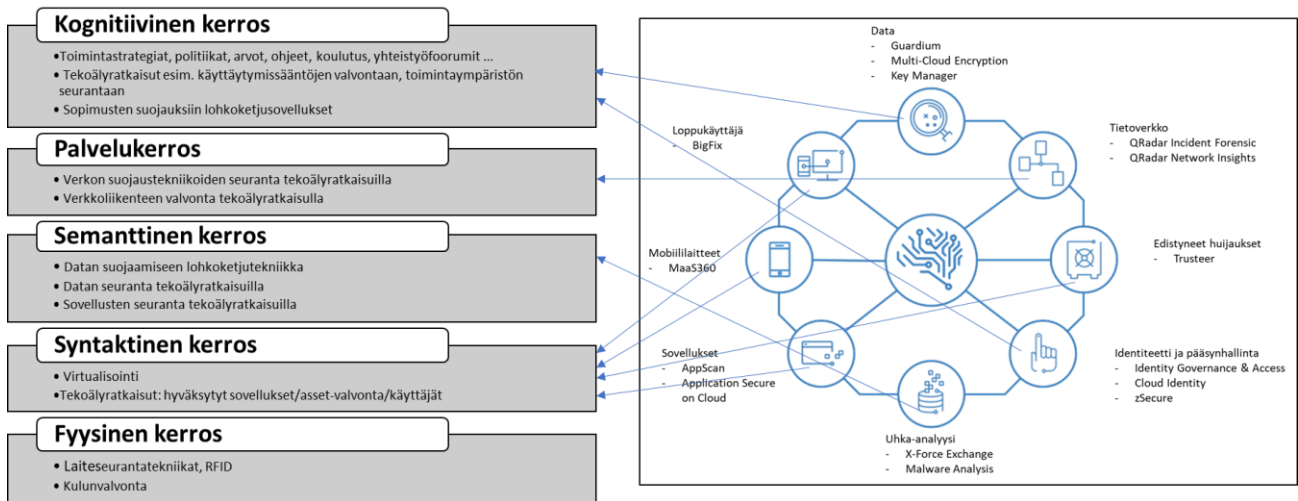 Kognitiivinen kerros
•Toimintastrategiat, politiikat, arvot, ohjeet, koulutus, yhteistyöfoorumit ...
• Tekoälyratkaisut esim. käyttäytymissääntöjen valvontaan, toimintaympäristön
seurantaan
• Sopimusten suojauksiin lohkoketjusovellukset
Palvelukerros
• Verkon suojaustekniikoiden seuranta tekoälyratkaisuilla
• Verkkoliikenteen valvonta tekoälyratkaisulla
Semanttinen kerros
• Datan suojaamiseen lohkoketjutekniikka
• Datan seuranta tekoälyratkaisuilla
• Sovellusten seuranta tekoälyratkaisuilla
Syntaktinen kerros
• Virtualisointi
•Tekoälyratkaisut: hyväksytyt sovellukset/asset-valvonta/käyttäjät
Fyysinen kerros
• Laiteseurantatekniikat, RFID
• Kulunvalvonta
Data
- Guardium
- Multi-Cloud Encryption
- Key Manager
Loppukäyttäjä
- BigFix
Tietoverkko
- QRadar Incident Forensic
- QRadar Network Insights
Mobiililaitteet
- MaaS360
Edistyneet huijaukset
- Trusteer
Sovellukset
- AppScan
- Application Secure
on Cloud
Identiteetti ja pääsynhallinta
- Identity Governance & Access
- Cloud Identity
- zSecure
Uhka-analyysi
- X-Force Exchange
- Malware Analysis